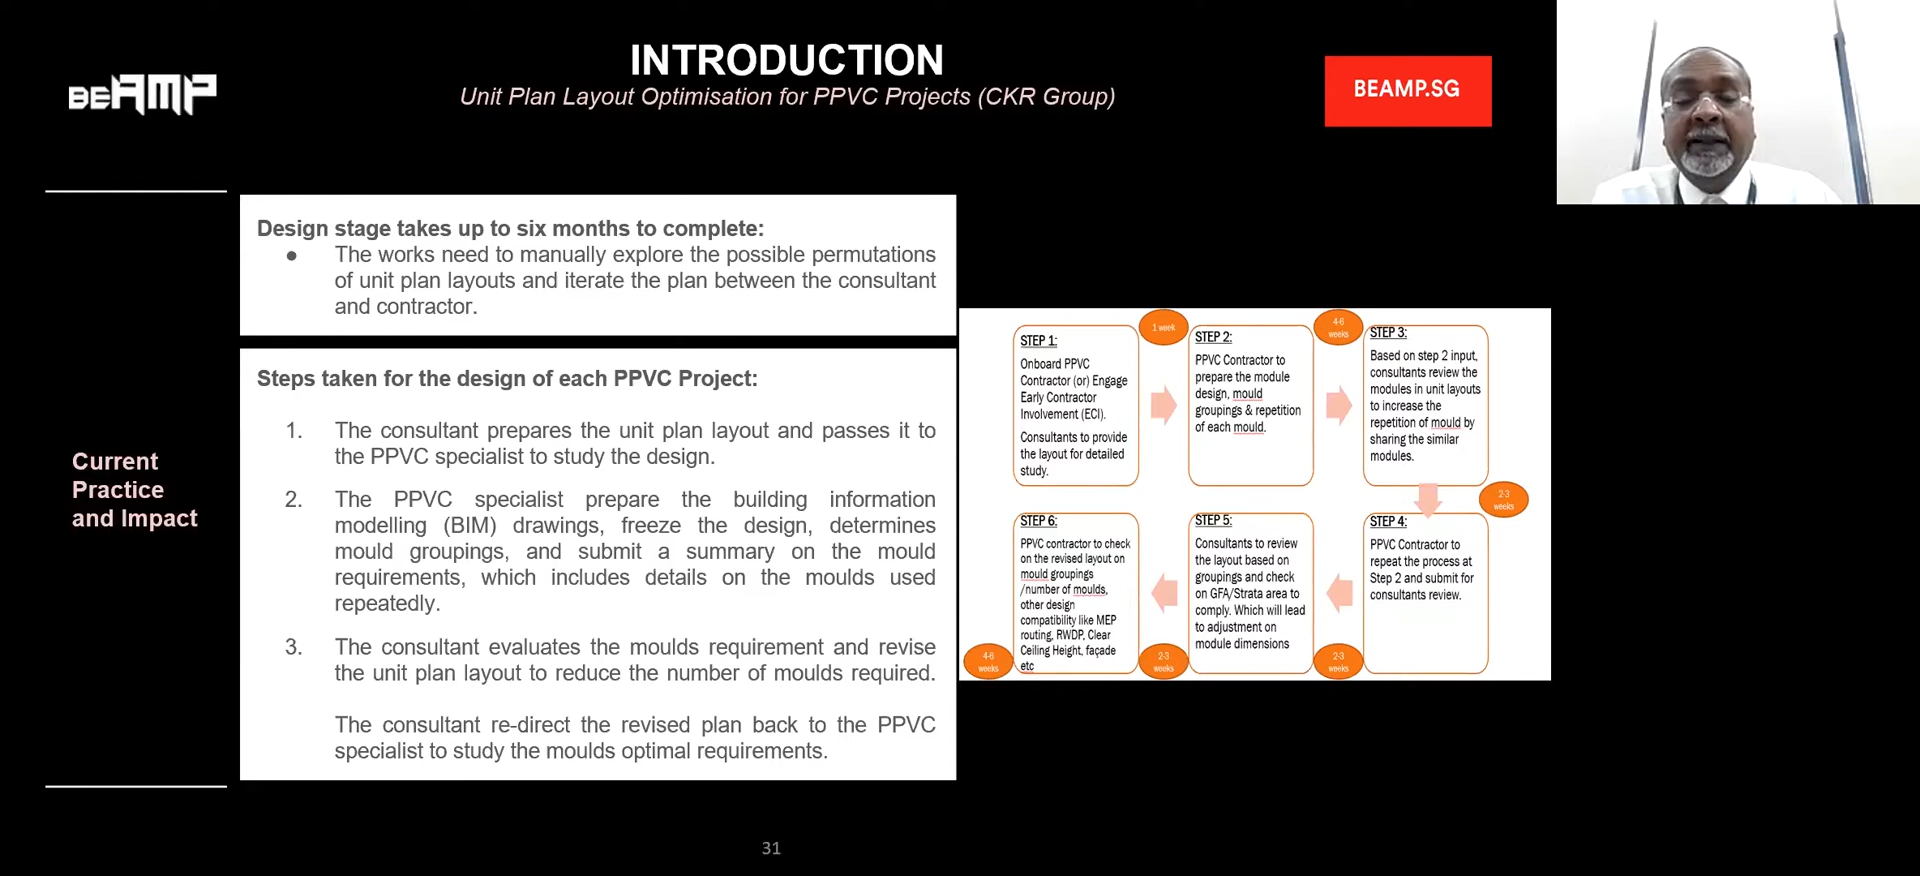 BEAMP
INTRODUCTION
Unit Plan Layout Optimisation for PPVC Projects (CKR Group)
BEAMP.SG
Current
Practice
and Impact
Design stage takes up to six months to complete:
● The works need to manually explore the possible permutations
of unit plan layouts and iterate the plan between the consultant
and contractor.
Steps taken for the design of each PPVC Project:
1. The consultant prepares the unit plan layout and passes it to
the PPVC specialist to study the design.
2. The PPVC specialist prepare the building information
modelling (BIM) drawings, freeze the design, determines
mould groupings, and submit a summary on the mould
requirements, which includes details on the moulds used
repeatedly.
3. The consultant evaluates the moulds requirement and revise
the unit plan layout to reduce the number of moulds required.
The consultant re-direct the revised plan back to the PPVC
specialist to study the moulds optimal requirements.
STEP 1:
Onboard PPVC
Contractor (or) Engage
Early Contractor
Involvement (ECI).
Consultants to provide
the layout for detailed
study.
1 week
STEP 2:
PPVC Contractor to
prepare the module
design, mould
groupings & repetition
of each mould.
4-6
weeks
STEP 3:
Based on step 2 input,
consultants review the
modules in unit layouts
to increase the
repetition of mould by
sharing the similar
modules.
2-3
weeks
STEP 4:
PPVC Contractor to
repeat the process at
Step 2 and submit for
consultants review.
2-3
weeks
STEP 5:
Consultants to review
the layout based on
groupings and check
on GFA/Strata area to
comply. Which will lead
to adjustment on
module dimensions
2-3
weeks
STEP 6:
PPVC contractor to check
on the revised layout on
mould groupings
/number of moulds,
other design
compatibility like MEP
routing, RWDP, Clear
Ceiling Height, façade
etc
4-6
weeks
31